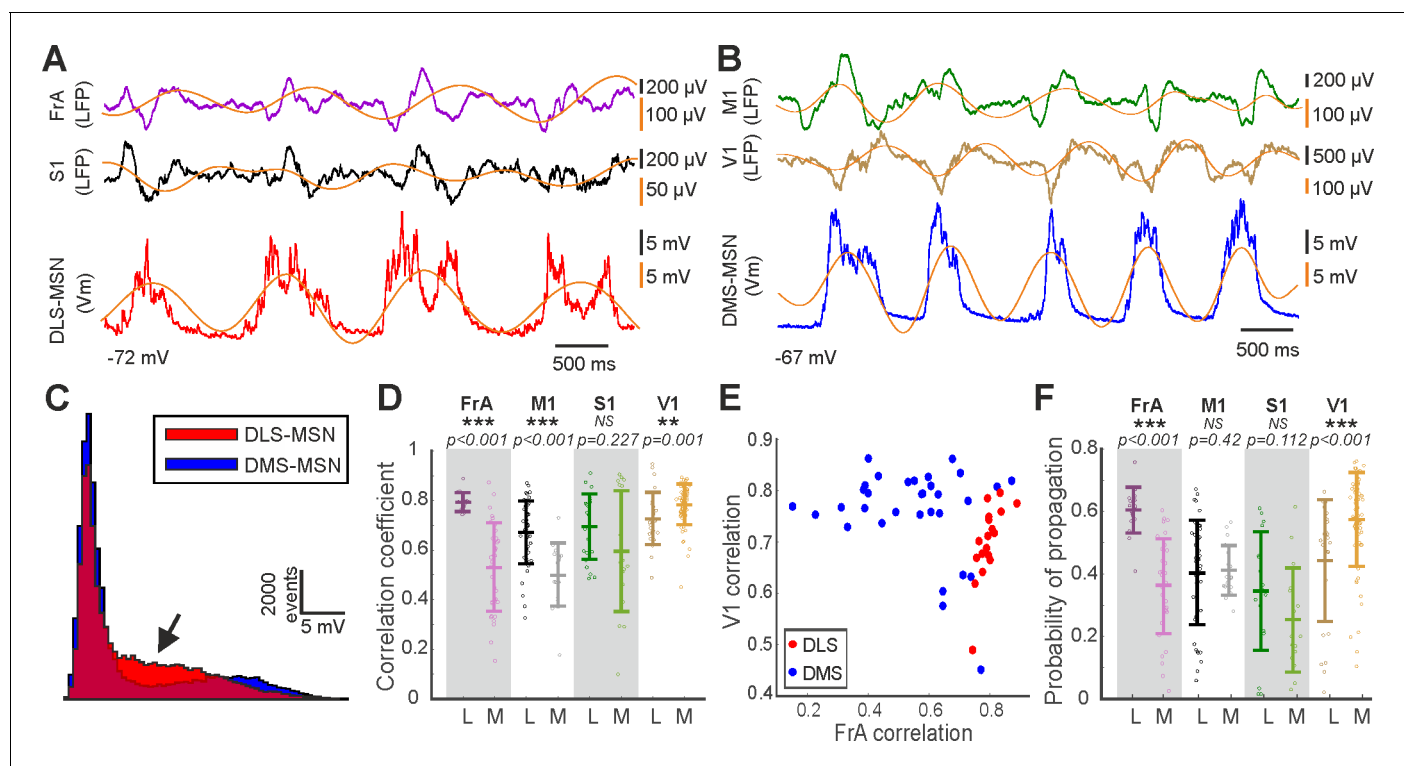 A
FrA
(LFP)
200 µV
100 µV
S1
(LFP)
200 µV
50 µV
DLS-MSN
(Vm)
5 mV
5 mV
-72 mV
500 ms
B
M1
(LFP)
200 µV
100 µV
V1
(LFP)
500 µV
100 µV
DMS-MSN
(Vm)
5 mV
5 mV
-67 mV
500 ms
C
DLS-MSN
DMS-MSN
2000
events
5 mV
D
FrA M1 S1 V1
*** *** NS **
p<0.001 p<0.001 p=0.227 p=0.001
Correlation coefficient
1
0.8
0.6
0.4
0.2
0
L M L M L M L M
E
V1 correlation
0.9
0.8
0.7
0.6
0.5
0.4
DLS
DMS
0.2 0.4 0.6 0.8
FrA correlation
F
FrA M1 S1 V1
*** NS NS ***
p<0.001 p=0.42 p=0.112 p<0.001
Probability of propagation
0.8
0.6
0.4
0.2
0
L M L M L M L M